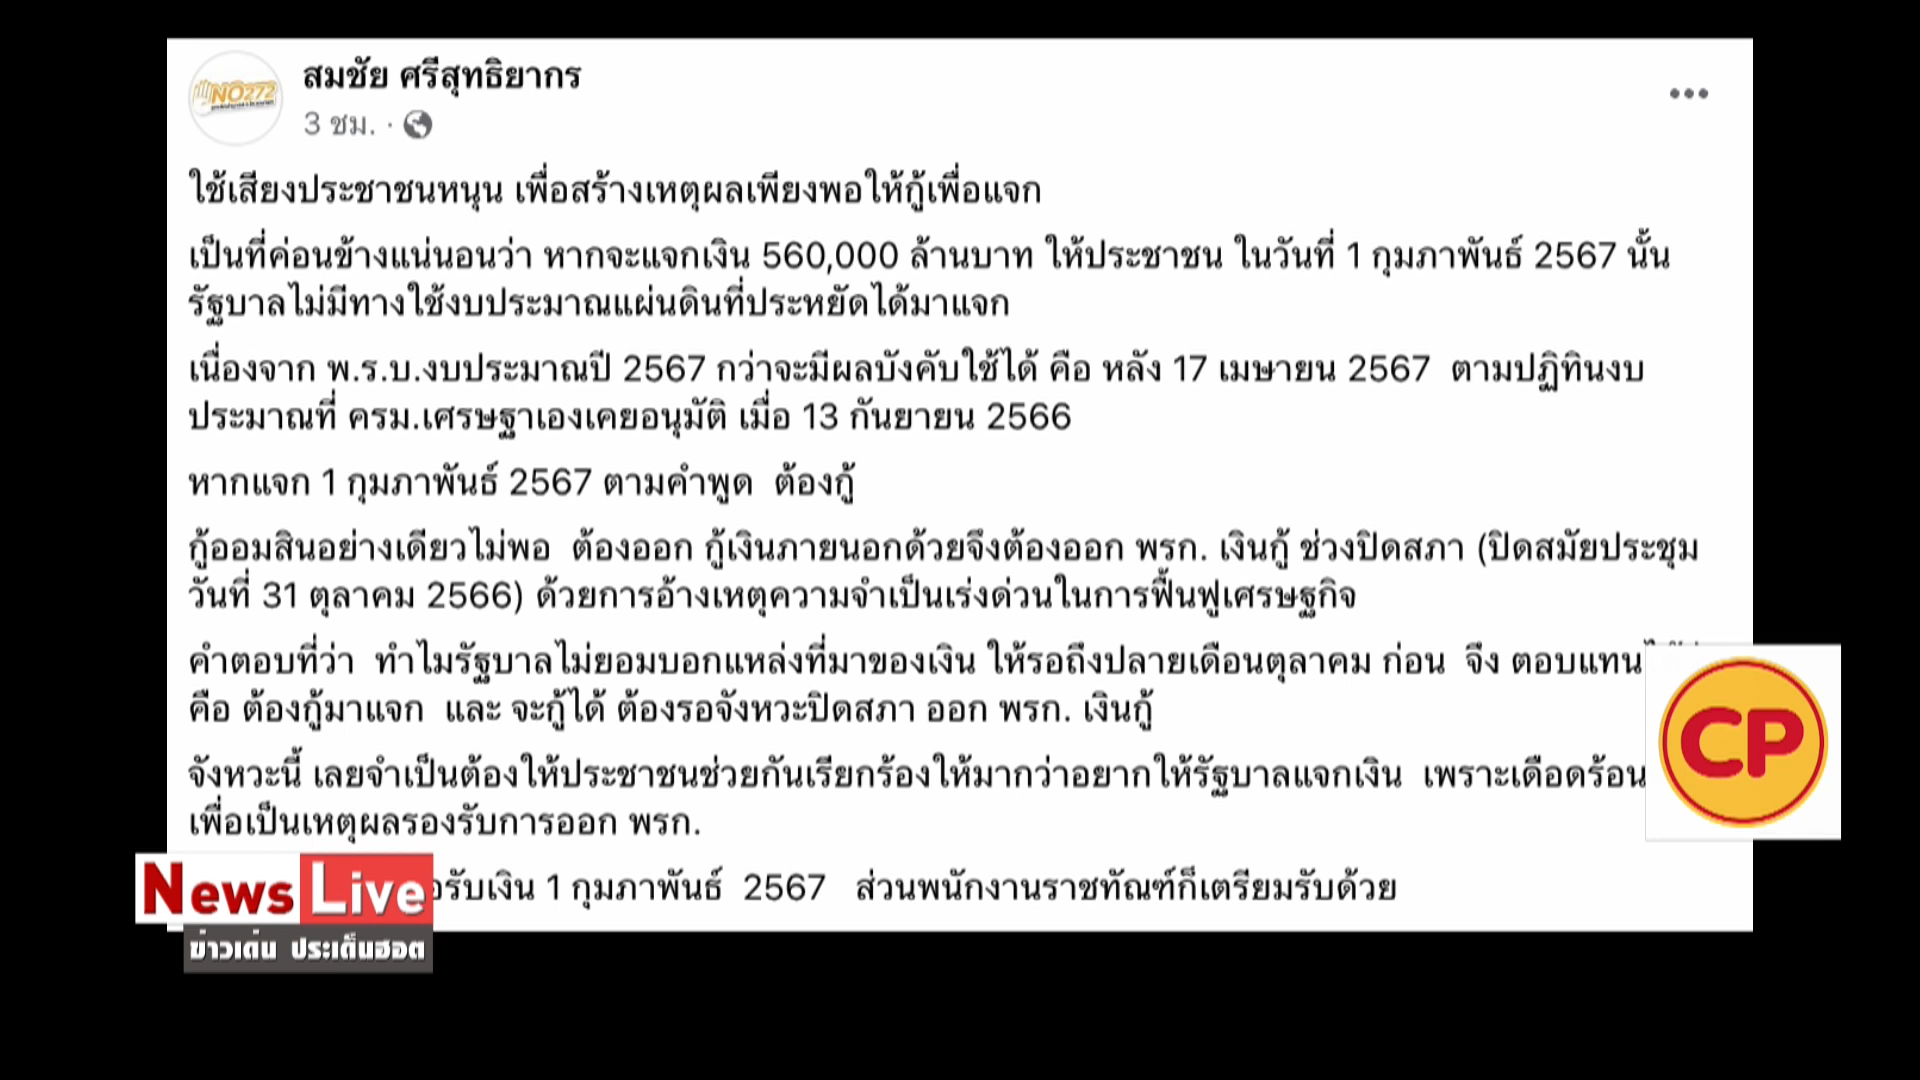 NO272
สมชัย ศรีสุทธิยากร
3 ชม. ·
ใช้เสียงประชาชนหนุน เพื่อสร้างเหตุผลเพียงพอให้กู้เพื่อแจก
เป็นที่ค่อนข้างแน่นอนว่า หากจะแจกเงิน 560,000 ล้านบาท ให้ประชาชน ในวันที่ 1 กุมภาพันธ์ 2567 นั้น
รัฐบาลไม่มีทางใช้งบประมาณแผ่นดินที่ประหยัดได้มาแจก
เนื่องจาก พ.ร.บ.งบประมาณปี 2567 กว่าจะมีผลบังคับใช้ได้ คือ หลัง 17 เมษายน 2567 ตามปฏิทินงบ
ประมาณที่ ครม.เศรษฐาเองเคยอนุมัติ เมื่อ 13 กันยายน 2566
หากแจก 1 กุมภาพันธ์ 2567 ตามคำพูด ต้องกู้
กู้ออมสินอย่างเดียวไม่พอ ต้องออก กู้เงินภายนอกด้วยจึงต้องออก พรก. เงินกู้ ช่วงปิดสภา (ปิดสมัยประชุม
วันที่ 31 ตุลาคม 2566) ด้วยการอ้างเหตุความจำเป็นเร่งด่วนในการฟื้นฟูเศรษฐกิจ
คำตอบที่ว่า ทำไมรัฐบาลไม่ยอมบอกแหล่งที่มาของเงิน ให้รอถึงปลายเดือนตุลาคม ก่อน จึง ตอบแทน
คือ ต้องกู้มาแจก และ จะกู้ได้ ต้องรอจังหวะปิดสภา ออก พรก. เงินกู้
จังหวะนี้ เลยจำเป็นต้องให้ประชาชนช่วยกันเรียกร้องให้มากว่าอยากให้รัฐบาลแจกเงิน เพราะเดือดร้อน
เพื่อเป็นเหตุผลรองรับการออก พรก.
รับเงิน 1 กุมภาพันธ์ 2567 ส่วนพนักงานราชทัณฑ์ก็เตรียมรับด้วย
CP
News Live
ข่าวเด่น ประเด็นฮอต